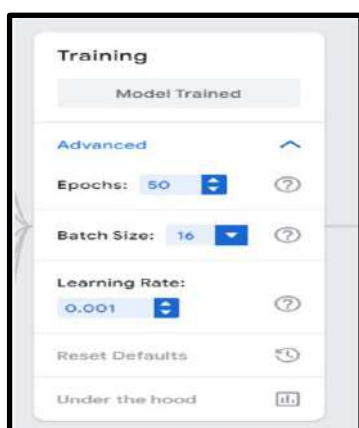 Training
Model Trained
Advanced
Epochs: 50
Batch Size: 16
Learning Rate:
0.001
Reset Defaults
Under the hood